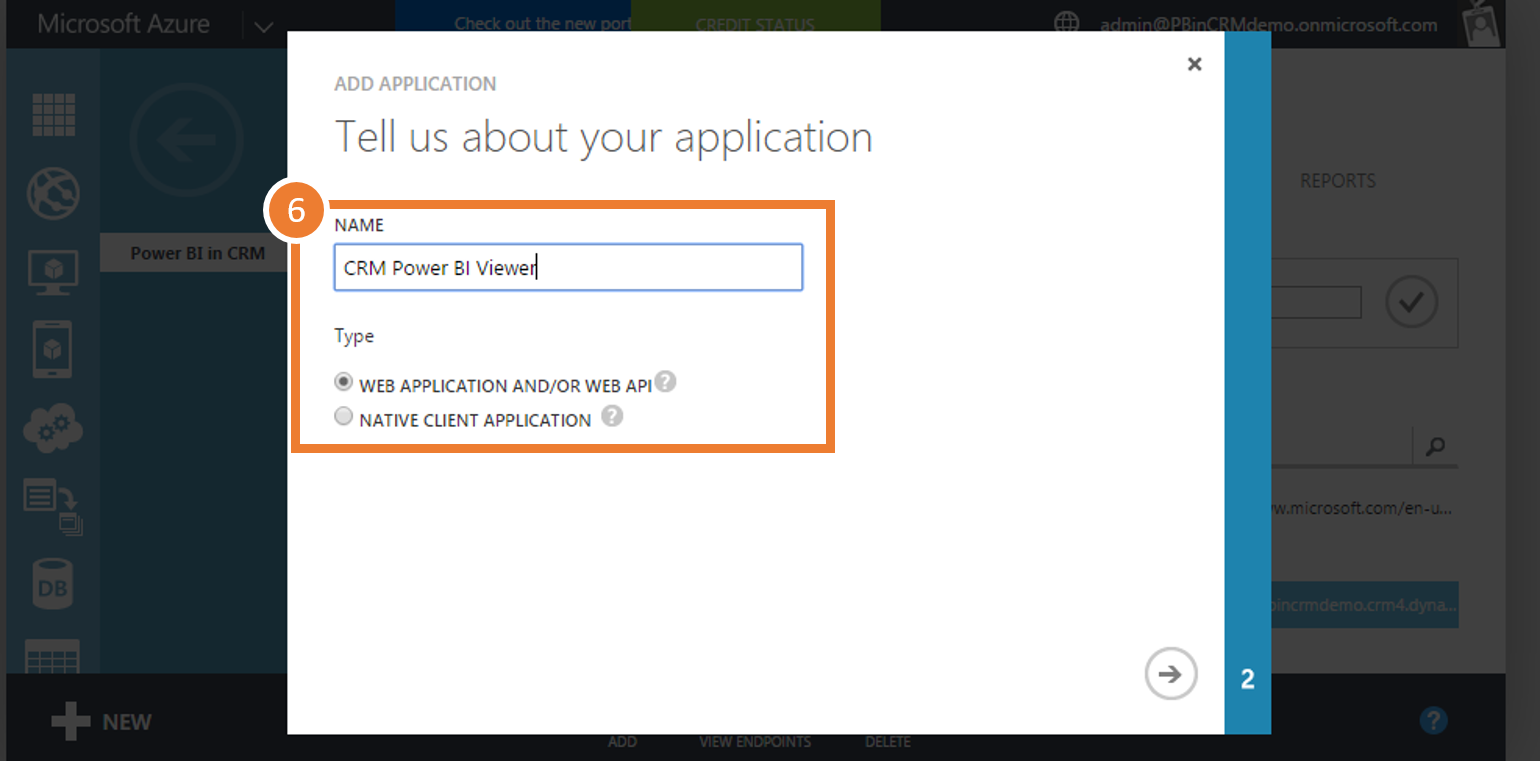 Microsoft Azure
Check out the new port
CREDIT STATUS
admin@PBinCRMdemo.onmicrosoft.com
ADD APPLICATION
Tell us about your application
REPORTS
6
NAME
Power BI in CRM
CRM Power BI Viewer
Type
WEB APPLICATION AND/OR WEB API ?
NATIVE CLIENT APPLICATION ?
w.microsoft.com/en-u...
DB
bincrmdemo.crm4.dyna...
2
NEW
?
ADD
VIEW ENDPOINTS
DELETE